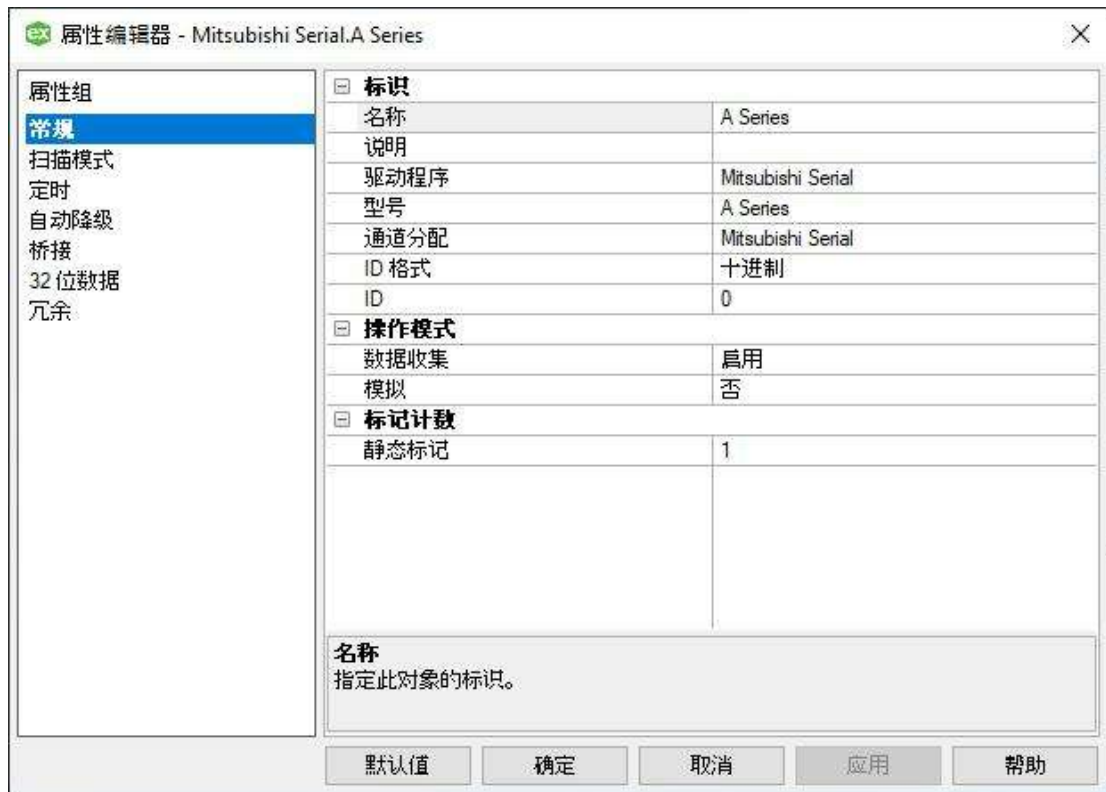 属性编辑器 - Mitsubishi Serial.A Series
属性组
常规
扫描模式
定时
自动降级
桥接
32 位数据
冗余
标识
名称 A Series
说明
驱动程序 Mitsubishi Serial
型号 A Series
通道分配 Mitsubishi Serial
ID 格式 十进制
ID 0
操作模式
数据收集 启用
模拟 否
标记计数
静态标记 1
名称
指定此对象的标识。
默认值 确定 取消 应用 帮助